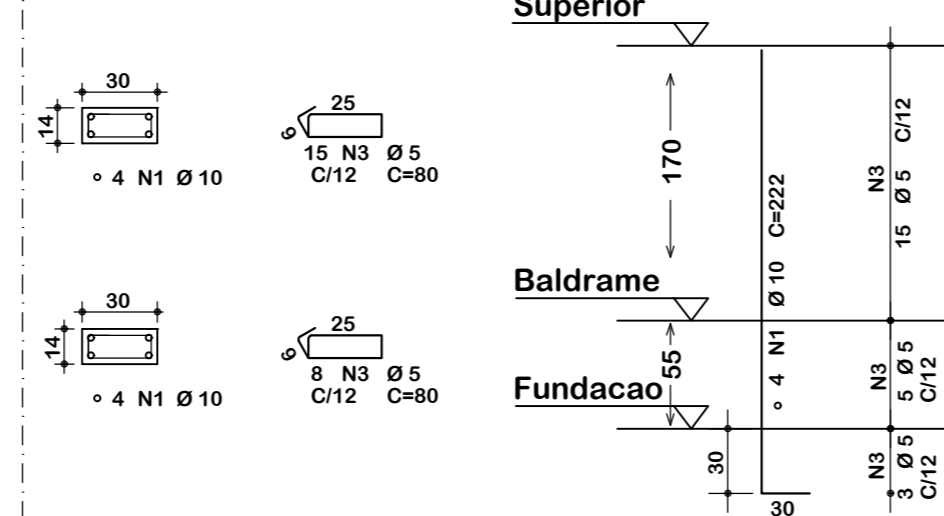 Superior
30
14
4 N1 Ø 10
25
9
15 N3 Ø 5
C/12 C=80
170
4 N1 Ø 10 C=222
15 Ø 5 C/12
N3
Baldrame
30
14
4 N1 Ø 10
25
9
8 N3 Ø 5
C/12 C=80
55
N3
5 Ø 5
C/12
Fundacao
30
30
N3
3 Ø 5
C/12